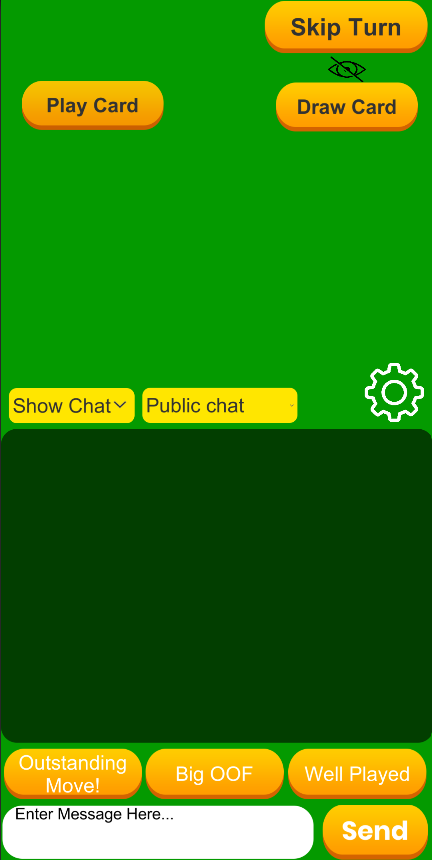 Skip Turn
Play Card
Draw Card
Show Chat
Public chat
Outstanding
Move!
Big OOF
Well Played
Enter Message Here...
Send